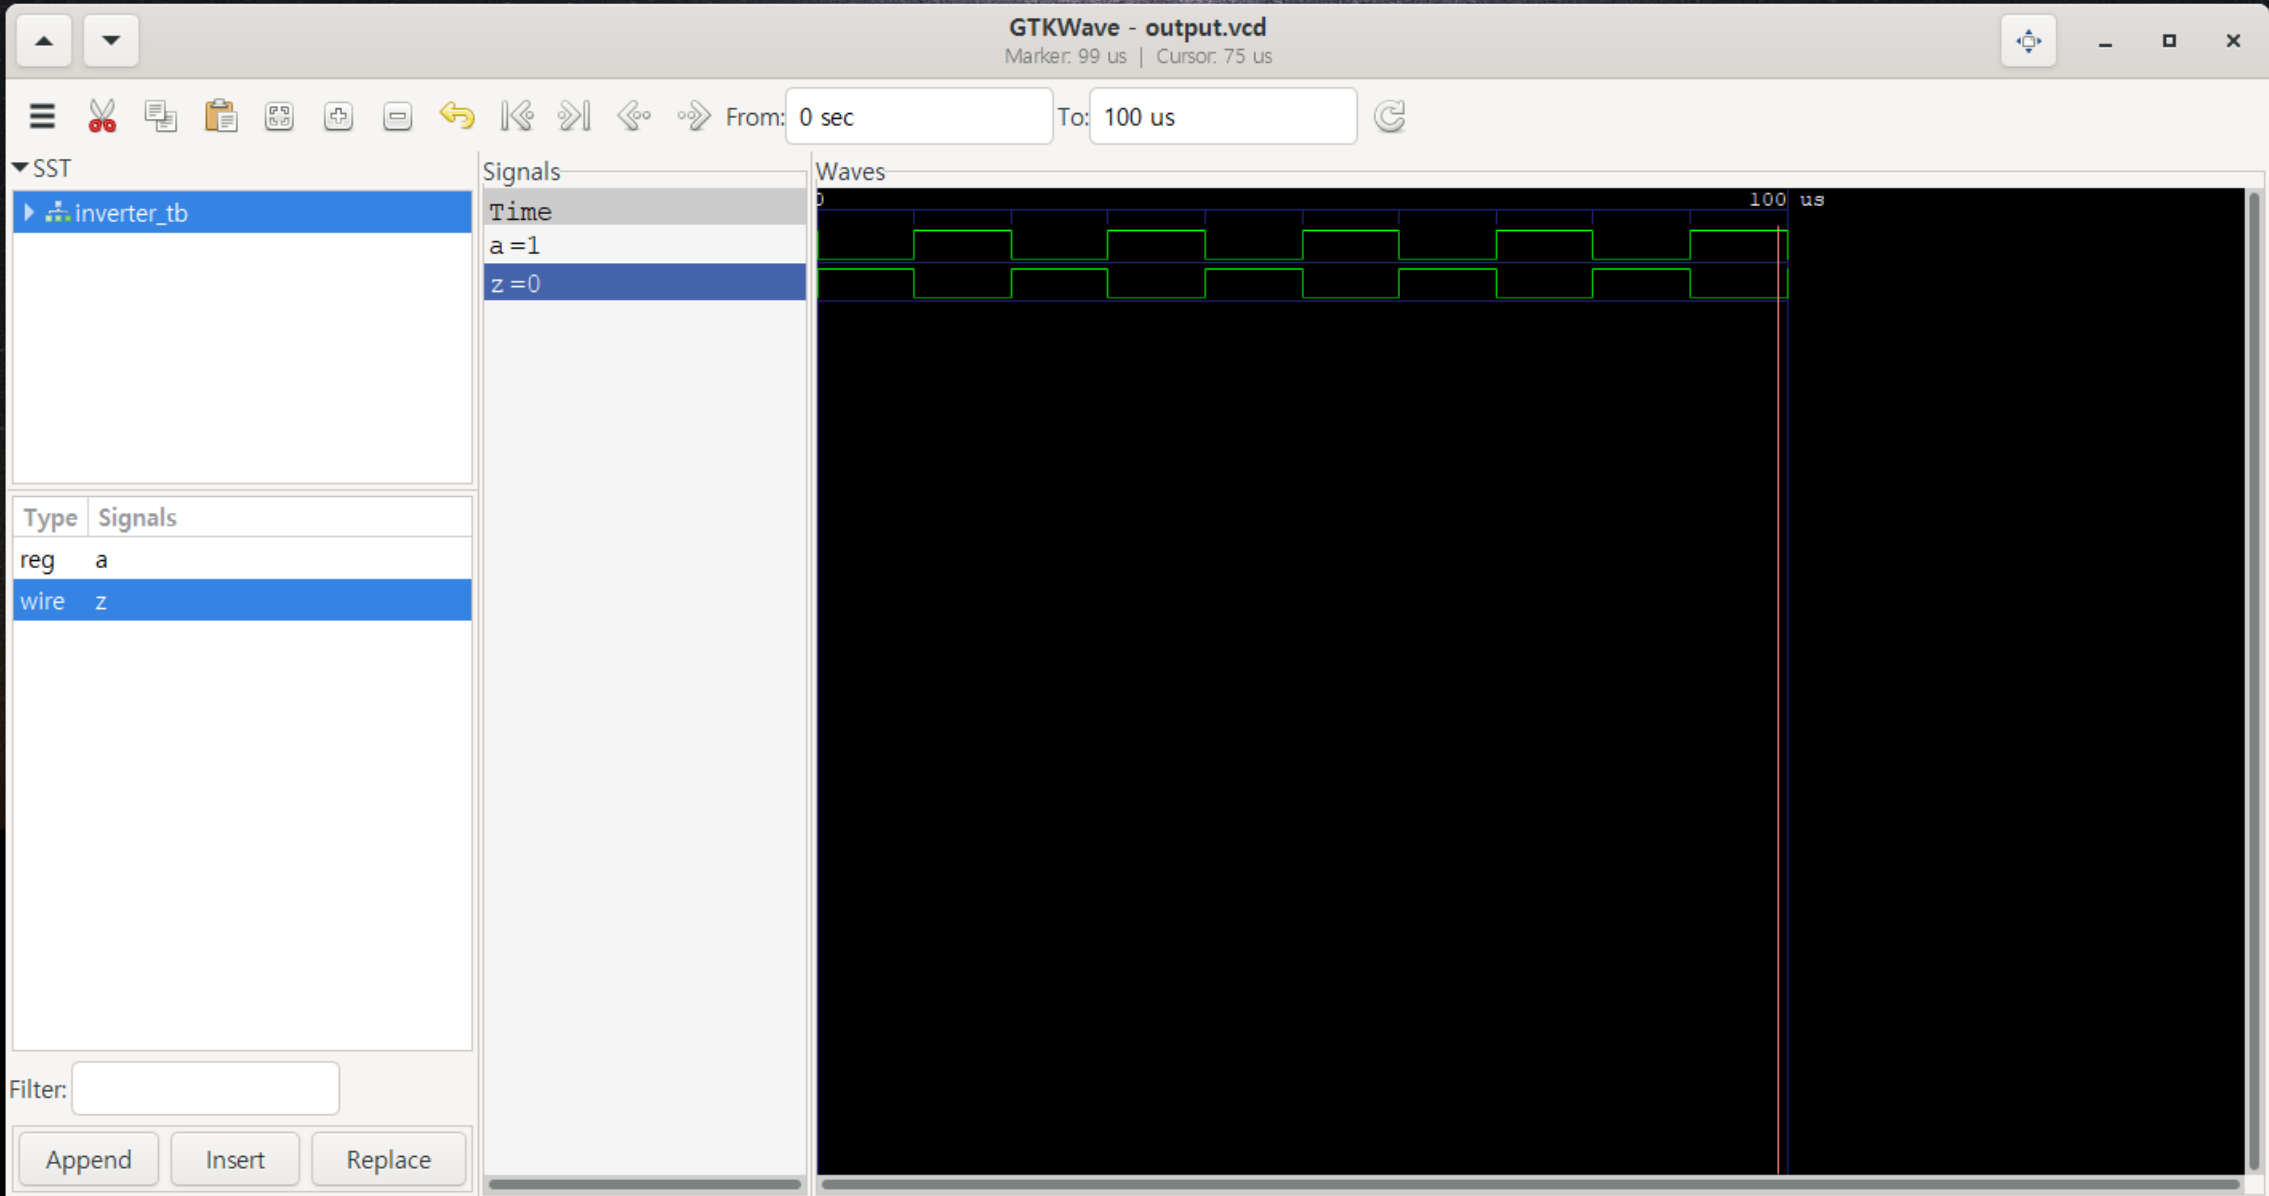 GTKWave - output.vcd
Marker: 99 us | Cursor: 75 us
From: 0 sec To: 100 us
SST
inverter_tb
Type Signals
reg a
wire z
Filter:
Append Insert Replace
Signals
Time
a =1
z =0
Waves
0 100 us